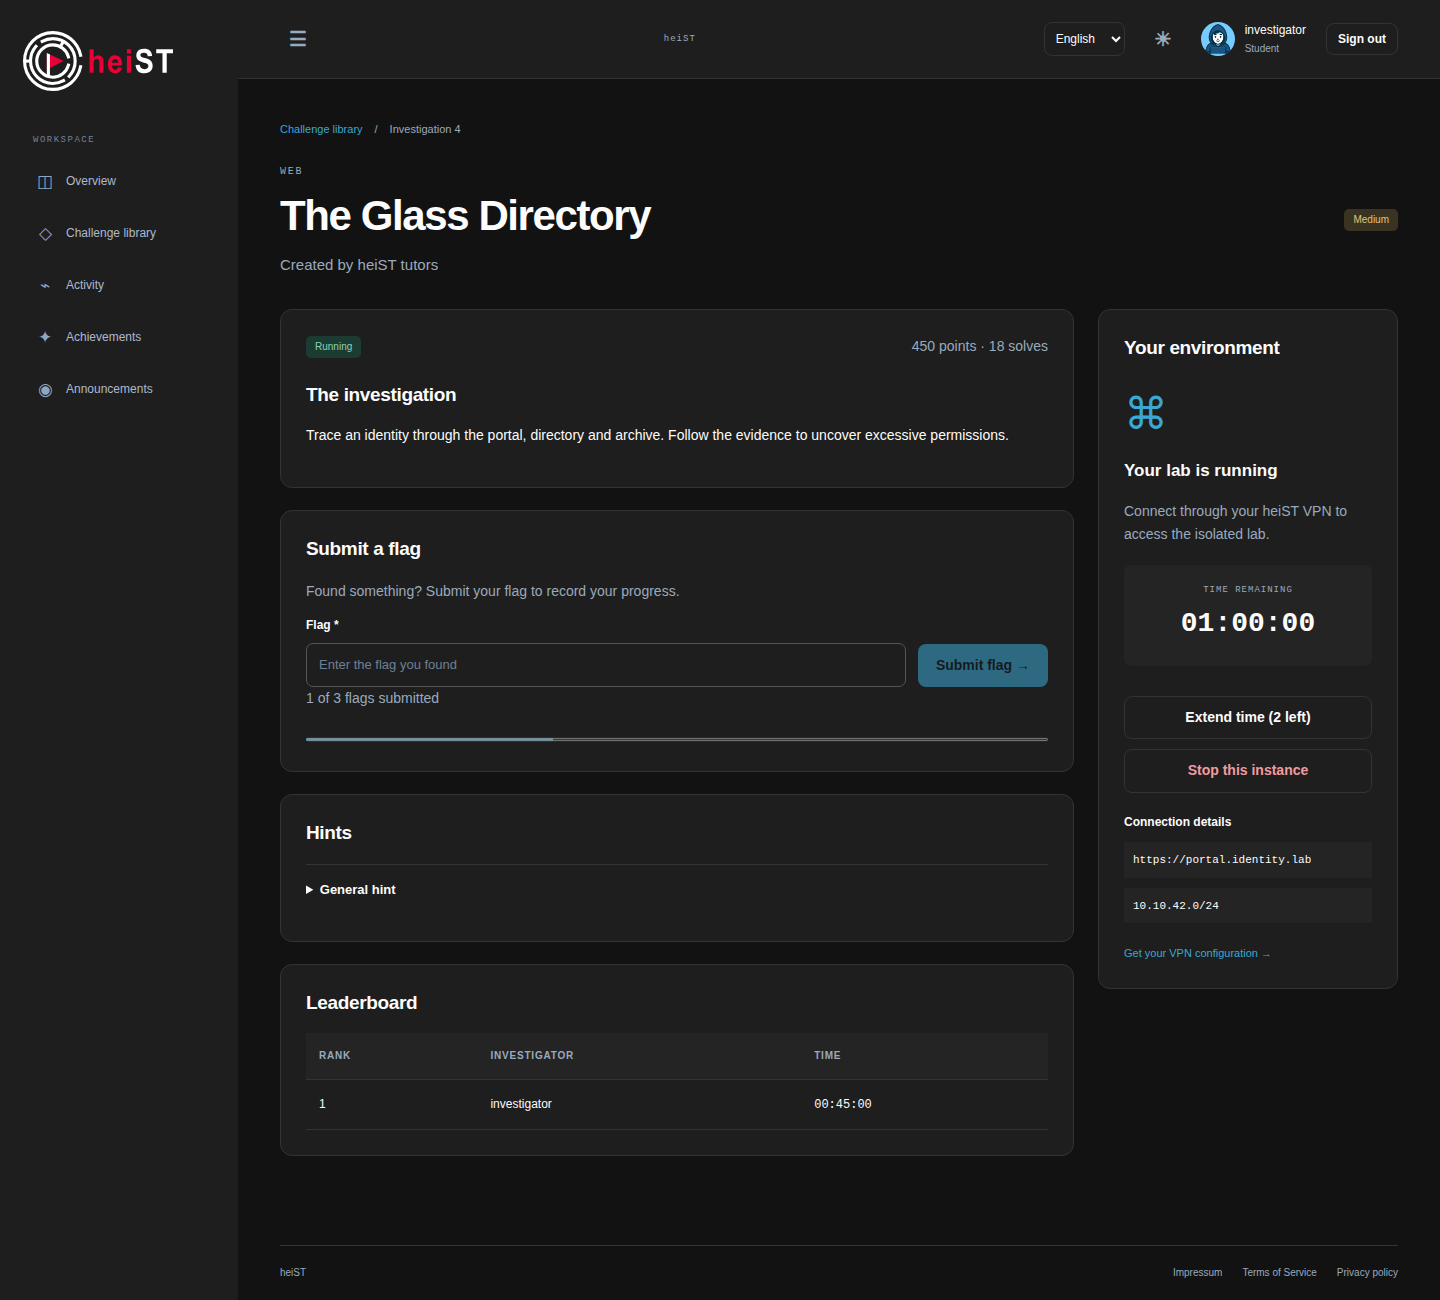 heiST
WORKSPACE
Overview
Challenge library
Activity
Achievements
Announcements
heiST
English
investigator
Student
Sign out
Challenge library / Investigation 4
WEB
The Glass Directory
Medium
Created by heiST tutors
Running
450 points · 18 solves
The investigation
Trace an identity through the portal, directory and archive. Follow the evidence to uncover excessive permissions.
Submit a flag
Found something? Submit your flag to record your progress.
Flag *
Enter the flag you found
Submit flag →
1 of 3 flags submitted
Hints
General hint
Leaderboard
RANK INVESTIGATOR TIME
1 investigator 00:45:00
Your environment
Your lab is running
Connect through your heiST VPN to
access the isolated lab.
TIME REMAINING
01:00:00
Extend time (2 left)
Stop this instance
Connection details
https://portal.identity.lab
10.10.42.0/24
Get your VPN configuration →
heiST
Impressum Terms of Service Privacy policy